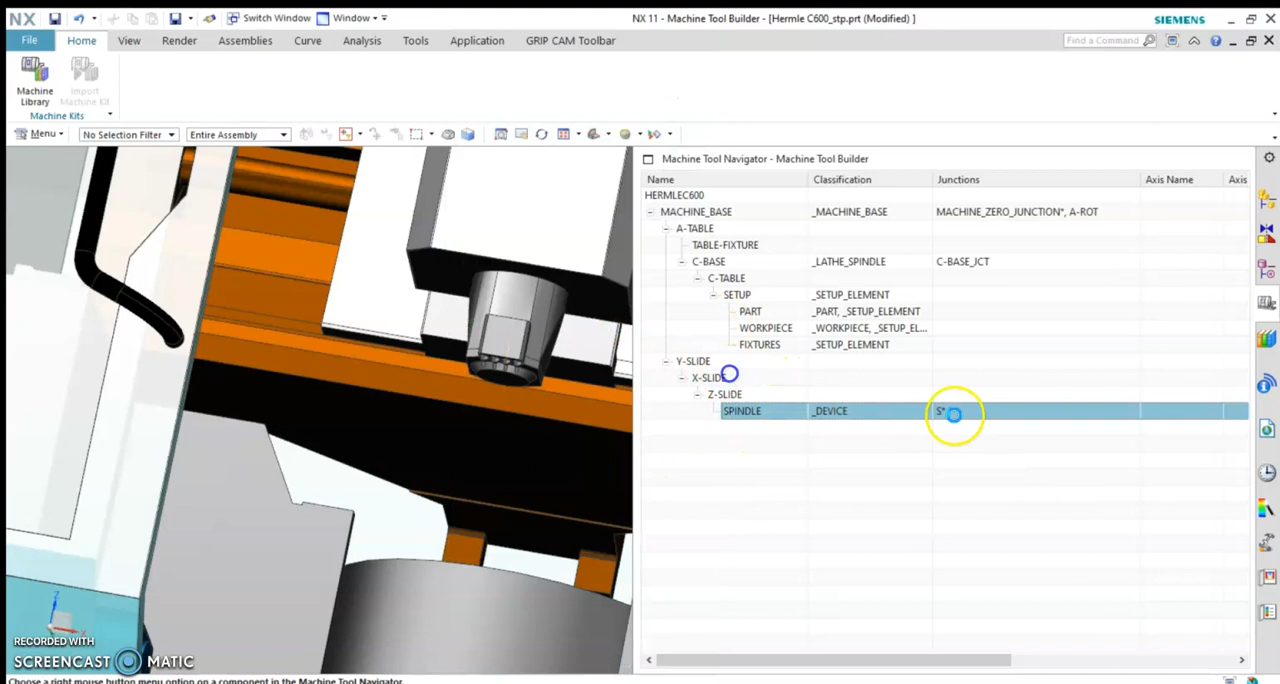 NX Switch Window Window NX 11 - Machine Tool Builder - [Hermle C600_stp.prt (Modified) ] SIEMENS
File Home View Render Assemblies Curve Analysis Tools Application GRIP CAM Toolbar Find a Command
Machine Library
Import Machine Kit
Machine Kits
Menu No Selection Filter Entire Assembly
Machine Tool Navigator - Machine Tool Builder
Name Classification Junctions Axis Name Axis
HERMLEC600
MACHINE_BASE _MACHINE_BASE MACHINE_ZERO_JUNCTION*, A-ROT
A-TABLE
TABLE-FIXTURE
C-BASE _LATHE_SPINDLE C-BASE_JCT
C-TABLE
SETUP _SETUP_ELEMENT
PART _PART, _SETUP_ELEMENT
WORKPIECE _WORKPIECE, _SETUP_EL...
FIXTURES _SETUP_ELEMENT
Y-SLIDE
X-SLIDE
Z-SLIDE
SPINDLE _DEVICE S*
Z
X
RECORDED WITH
SCREENCAST MATIC
Choose a right mouse button menu option on a component in the Machine Tool Navigator.